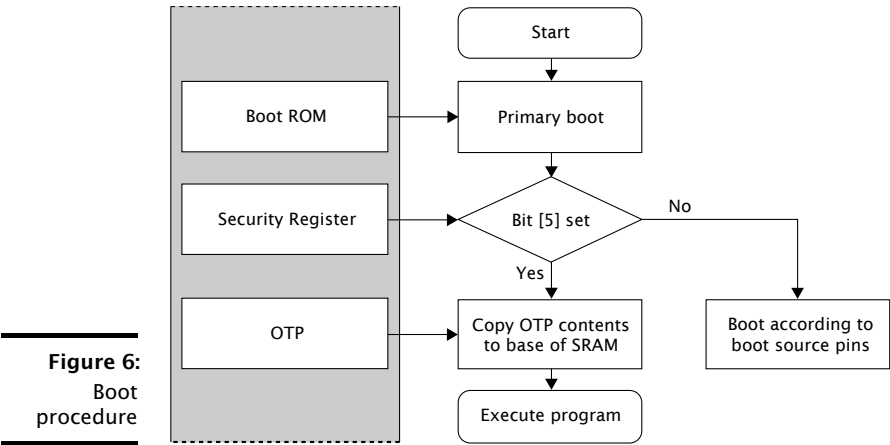 Start
Boot ROM
Primary boot
Security Register
Bit [5] set
No
Yes
OTP
Copy OTP contents
to base of SRAM
Boot according to
boot source pins
Execute program
Figure 6:
Boot
procedure